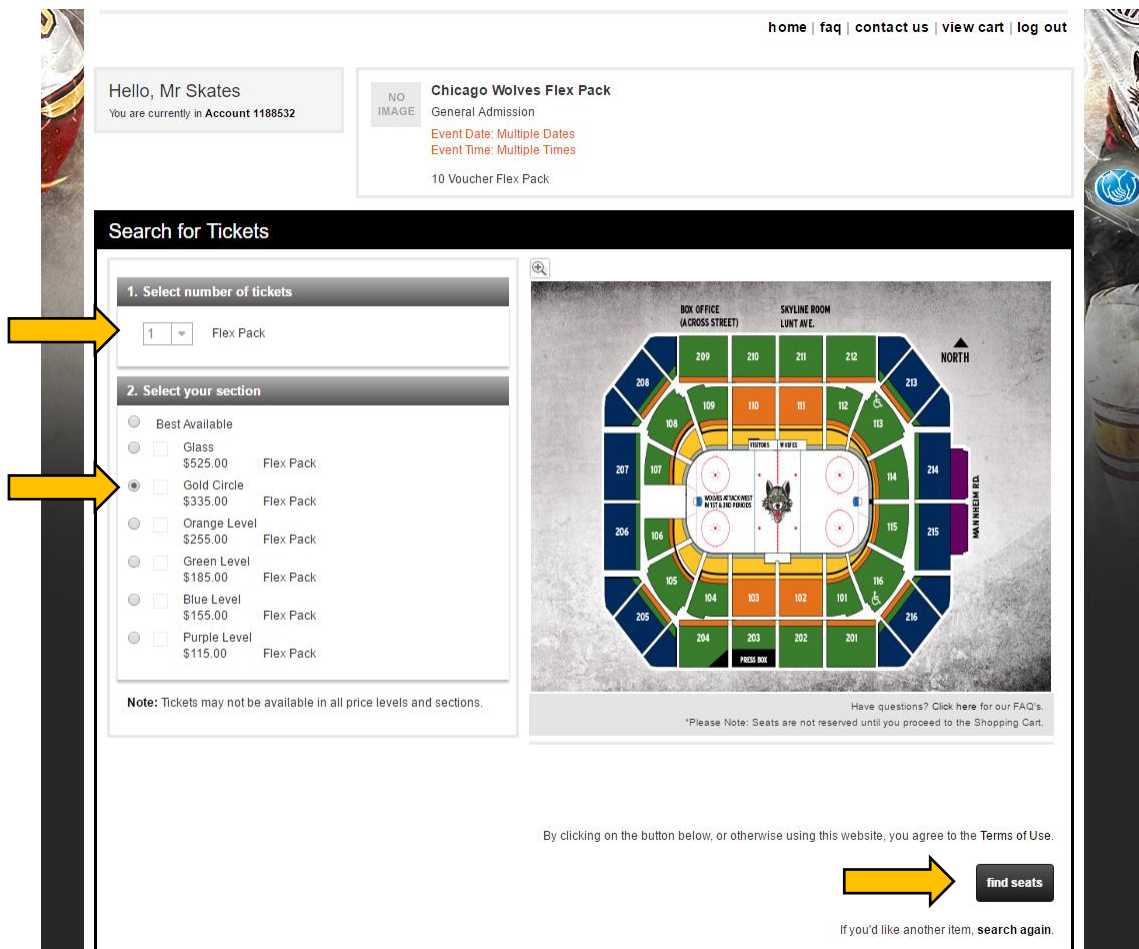 home | faq | contact us | view cart | log out
Hello, Mr Skates
You are currently in Account 1188532
NO
IMAGE
Chicago Wolves Flex Pack
General Admission
Event Date: Multiple Dates
Event Time: Multiple Times
10 Voucher Flex Pack
Search for Tickets
1. Select number of tickets
1
Flex Pack
2. Select your section
Best Available
Glass
$525.00 Flex Pack
Gold Circle
$335.00 Flex Pack
Orange Level
$255.00 Flex Pack
Green Level
$185.00 Flex Pack
Blue Level
$155.00 Flex Pack
Purple Level
$115.00 Flex Pack
Note: Tickets may not be available in all price levels and sections.
BOX OFFICE
(ACROSS STREET)
SKYLINE ROOM
LUNT AVE.
NORTH
209 210 211 212
208 213
109 110 111 112
108 113
VISITORS WOLVES
207 107 114 214
WOLVES ATTACK WEST
IN 1ST & 3RD PERIODS
MANNHEIM RD.
206 106 115 215
105 116
104 103 102 101
205 216
204 203 202 201
PRESS BOX
Have questions? Click here for our FAQ's.
*Please Note: Seats are not reserved until you proceed to the Shopping Cart.
By clicking on the button below, or otherwise using this website, you agree to the Terms of Use.
find seats
If you'd like another item, search again.